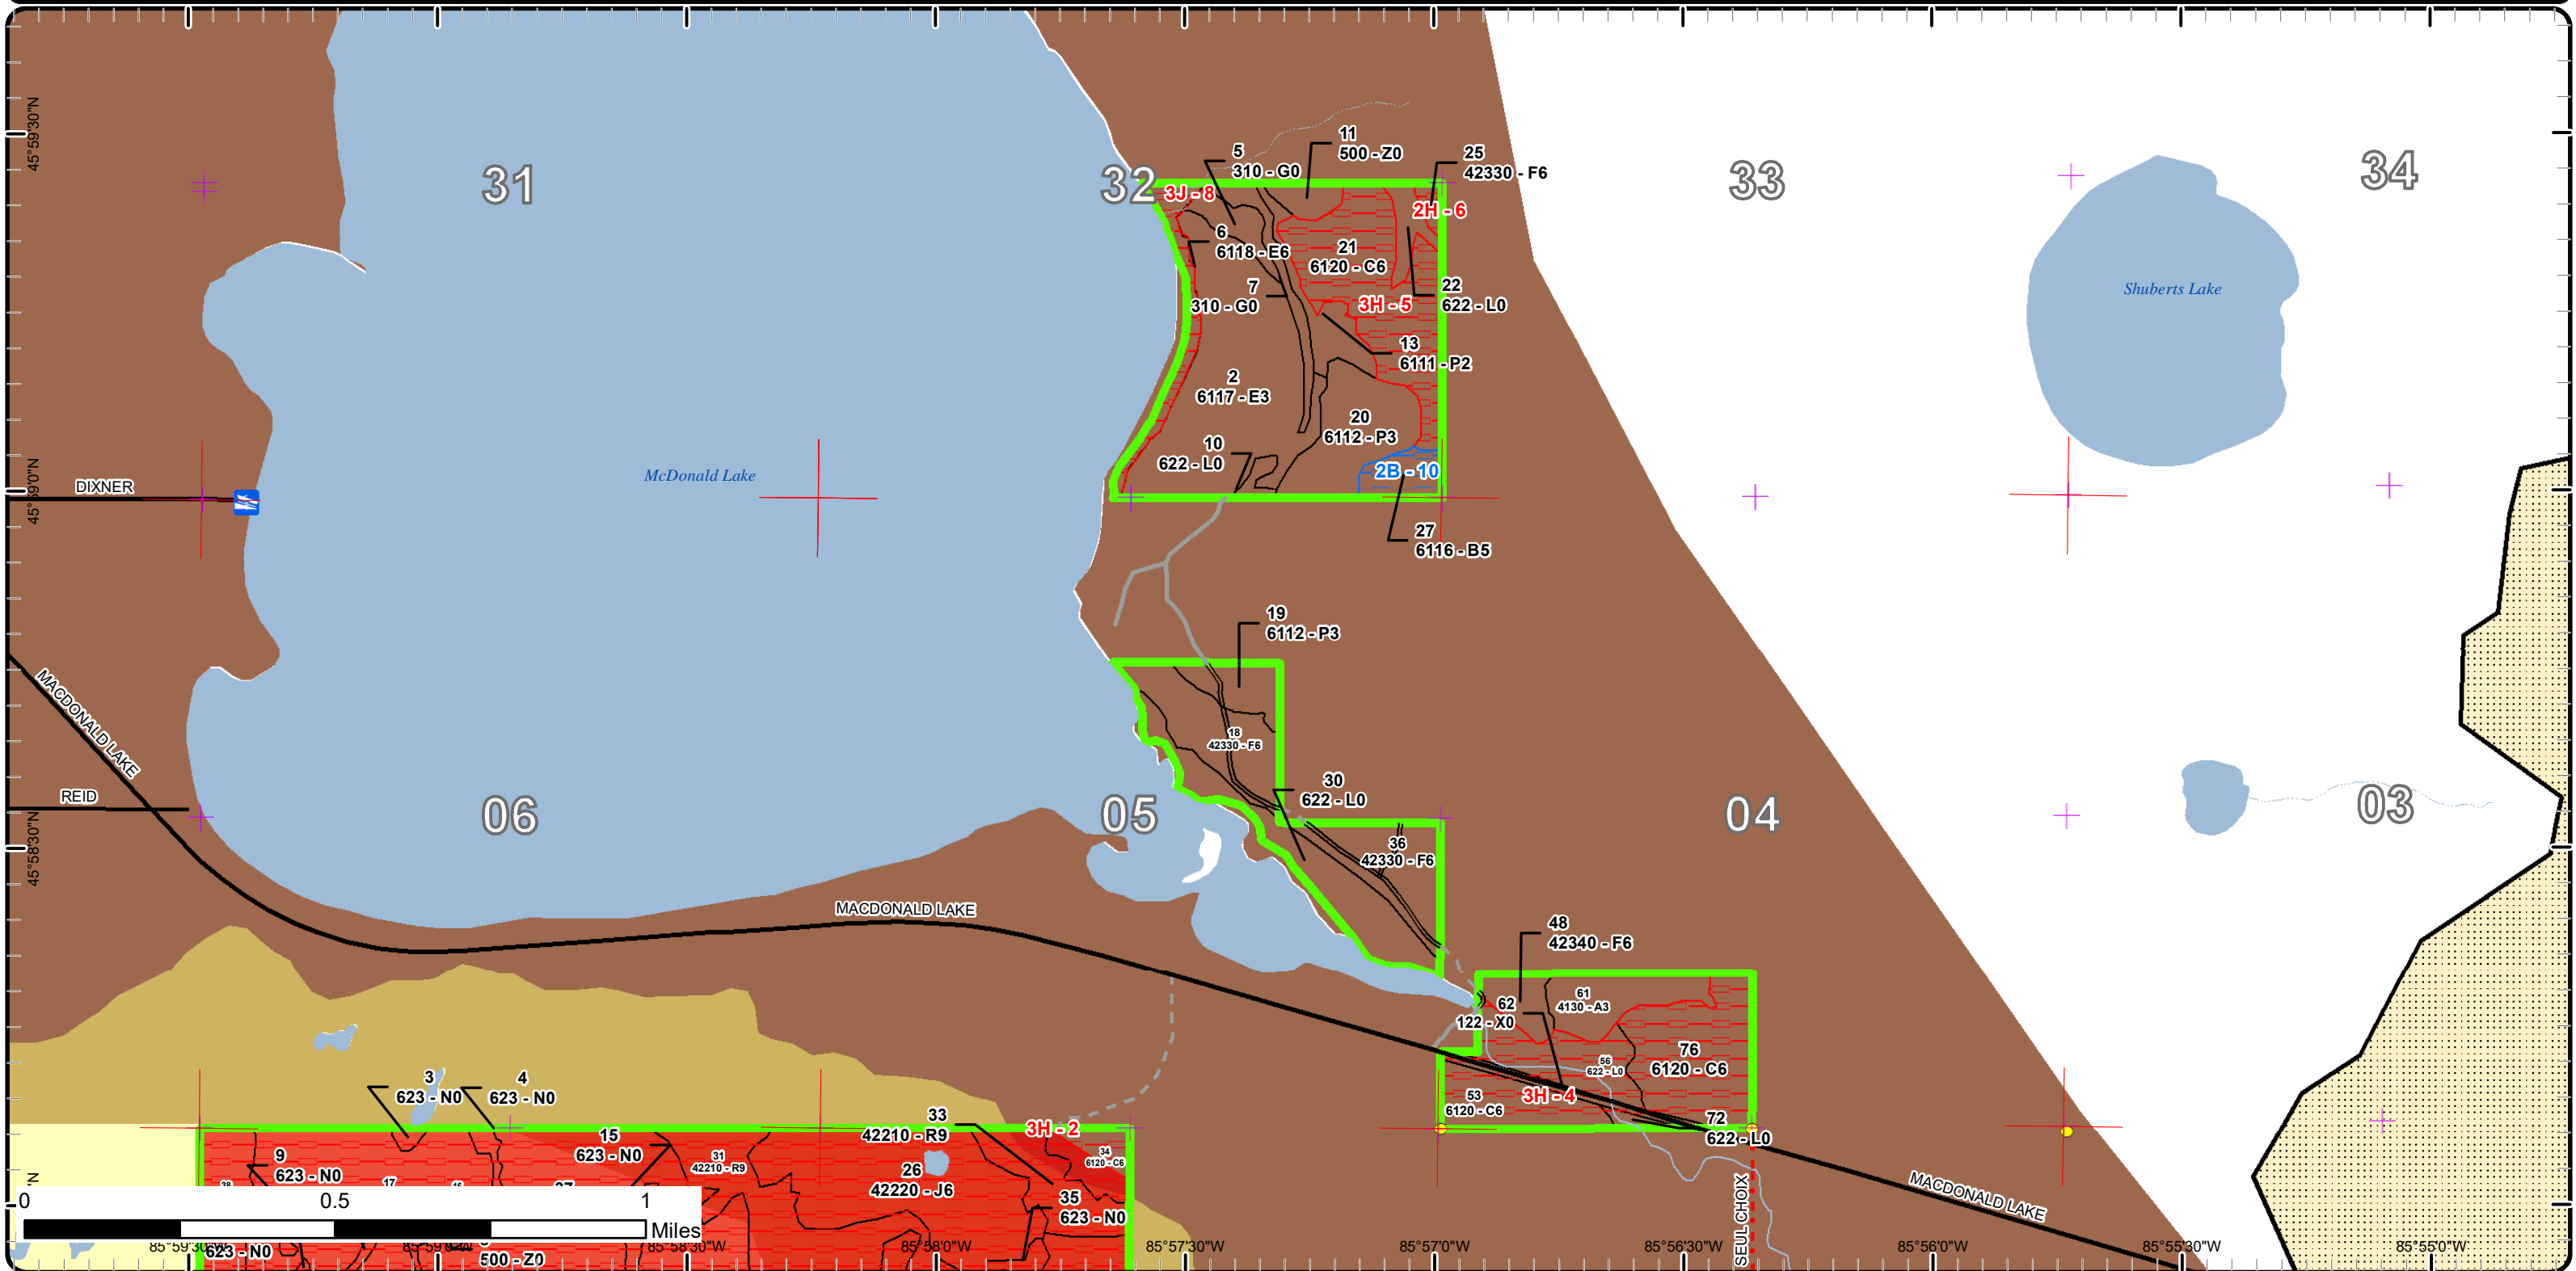 45°59'30"N
31
32
33
34
5
310 - G0
11
500 - Z0
25
42330 - F6
3J - 8
2H - 6
6
6118 - E6
21
6120 - C6
7
310 - G0
3H - 5
22
622 - L0
Shuberts Lake
13
6111 - P2
2
6117 - E3
20
6112 - P3
10
622 - L0
2B - 10
McDonald Lake
DIXNER
45°59'0"N
27
6116 - B5
19
6112 - P3
MACDONALD LAKE
18
42330 - F6
30
622 - L0
REID
06
05
04
03
45°58'30"N
36
42330 - F6
MACDONALD LAKE
48
42340 - F6
62
122 - X0
61
4130 - A3
76
6120 - C6
56
622 - L0
3H - 4
53
6120 - C6
72
622 - L0
3
623 - N0
4
623 - N0
33
42210 - R9
3H - 2
15
623 - N0
31
42210 - R9
34
6120 - C6
9
623 - N0
26
42220 - J6
35
623 - N0
17
MACDONALD LAKE
SEUL CHOIX
0 0.5 1
Miles
623 - N0
500 - Z0
85°59'30"W
85°59'0"W
85°58'30"W
85°58'0"W
85°57'30"W
85°57'0"W
85°56'30"W
85°56'0"W
85°55'30"W
85°55'0"W